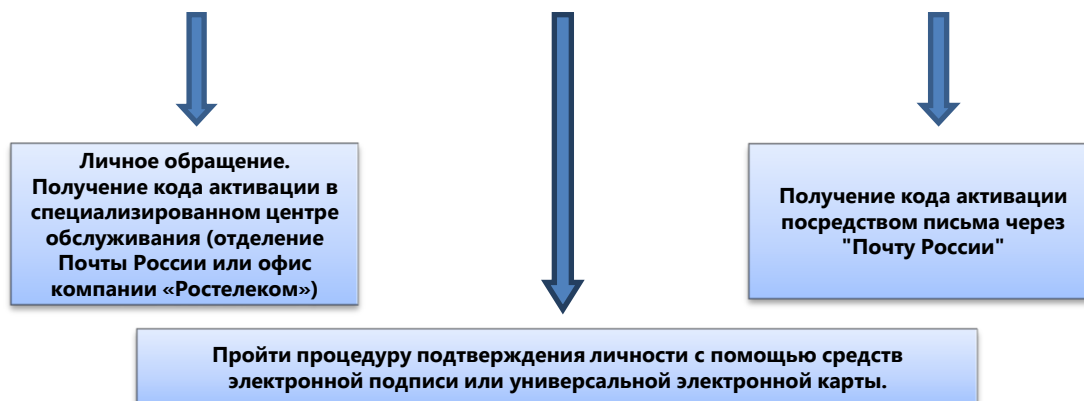 Личное обращение.
Получение кода активации в
специализированном центре
обслуживания (отделение
Почты России или офис
компании «Ростелеком»)
Получение кода активации
посредством письма через
"Почту России"
Пройти процедуру подтверждения личности с помощью средств
электронной подписи или универсальной электронной карты.